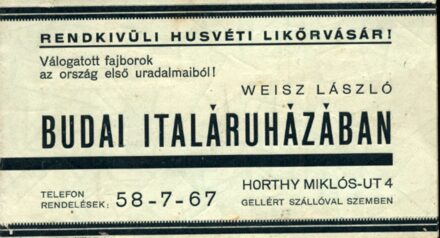 RENDKIVÜLI HUSVÉTI LIKŐRVÁSÁR!
Válogatott fajborok
az ország első uradalmaiból!
WEISZ LÁSZLÓ
BUDAI ITALÁRUHÁZÁBAN
TELEFON
RENDELÉSEK: 58-7-67
HORTHY MIKLÓS-UT 4
GELLÉRT SZÁLLÓVAL SZEMBEN